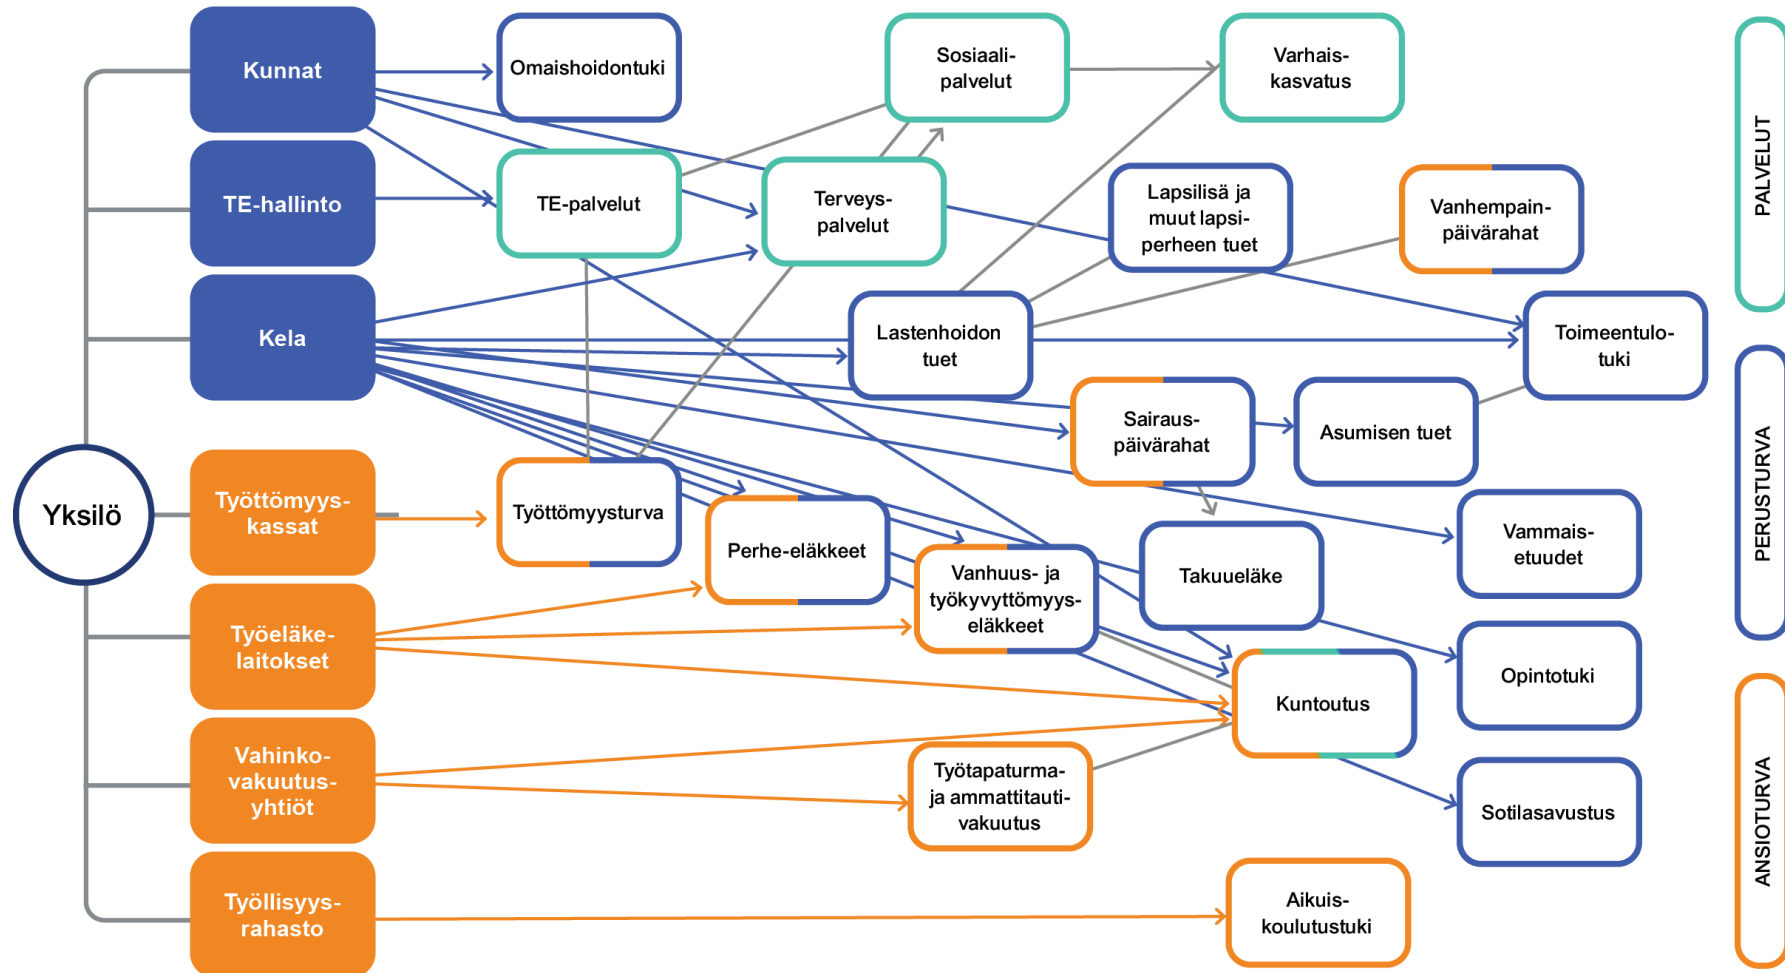 Yksilö
Kunnat
TE-hallinto
Kela
Työttömyys-
kassat
Työeläke-
laitokset
Vahinko-
vakuutus-
yhtiöt
Työllisyys-
rahasto
Omaishoidontuki
Sosiaali-
palvelut
Varhais-
kasvatus
TE-palvelut
Terveys-
palvelut
Lapsilisä ja
muut lapsi-
perheen tuet
Vanhempain-
päivärahat
Lastenhoidon
tuet
Toimeentulo-
tuki
Sairaus-
päivärahat
Asumisen tuet
Työttömyysturva
Perhe-eläkkeet
Vanhuus- ja
työkyvyttömyys-
eläkkeet
Takuueläke
Vammais-
etuudet
Kuntoutus
Opintotuki
Työtapaturma-
ja ammattitauti-
vakuutus
Sotilasavustus
Aikuis-
koulutustuki
PALVELUT
PERUSTURVA
ANSIOTURVA